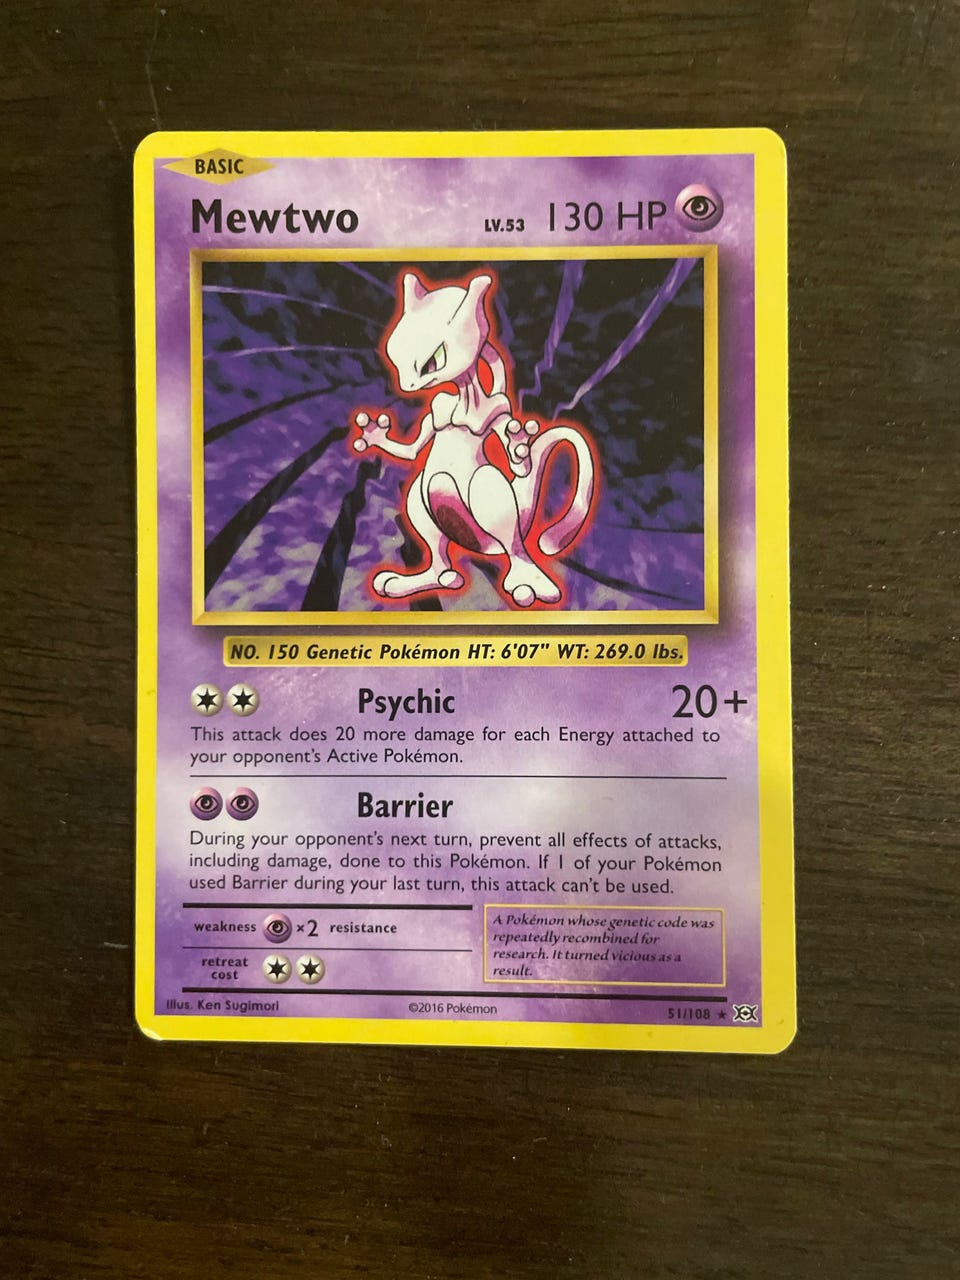 BASIC
Mewtwo LV.53 130 HP
NO. 150 Genetic Pokémon HT: 6'07" WT: 269.0 lbs.
Psychic 20+
This attack does 20 more damage for each Energy attached to
your opponent's Active Pokémon.
Barrier
During your opponent's next turn, prevent all effects of attacks,
including damage, done to this Pokémon. If 1 of your Pokémon
used Barrier during your last turn, this attack can't be used.
weakness ×2 resistance
retreat
cost
A Pokémon whose genetic code was
repeatedly recombined for
research. It turned vicious as a
result.
Illus. Ken Sugimori ©2016 Pokémon 51/108 ★